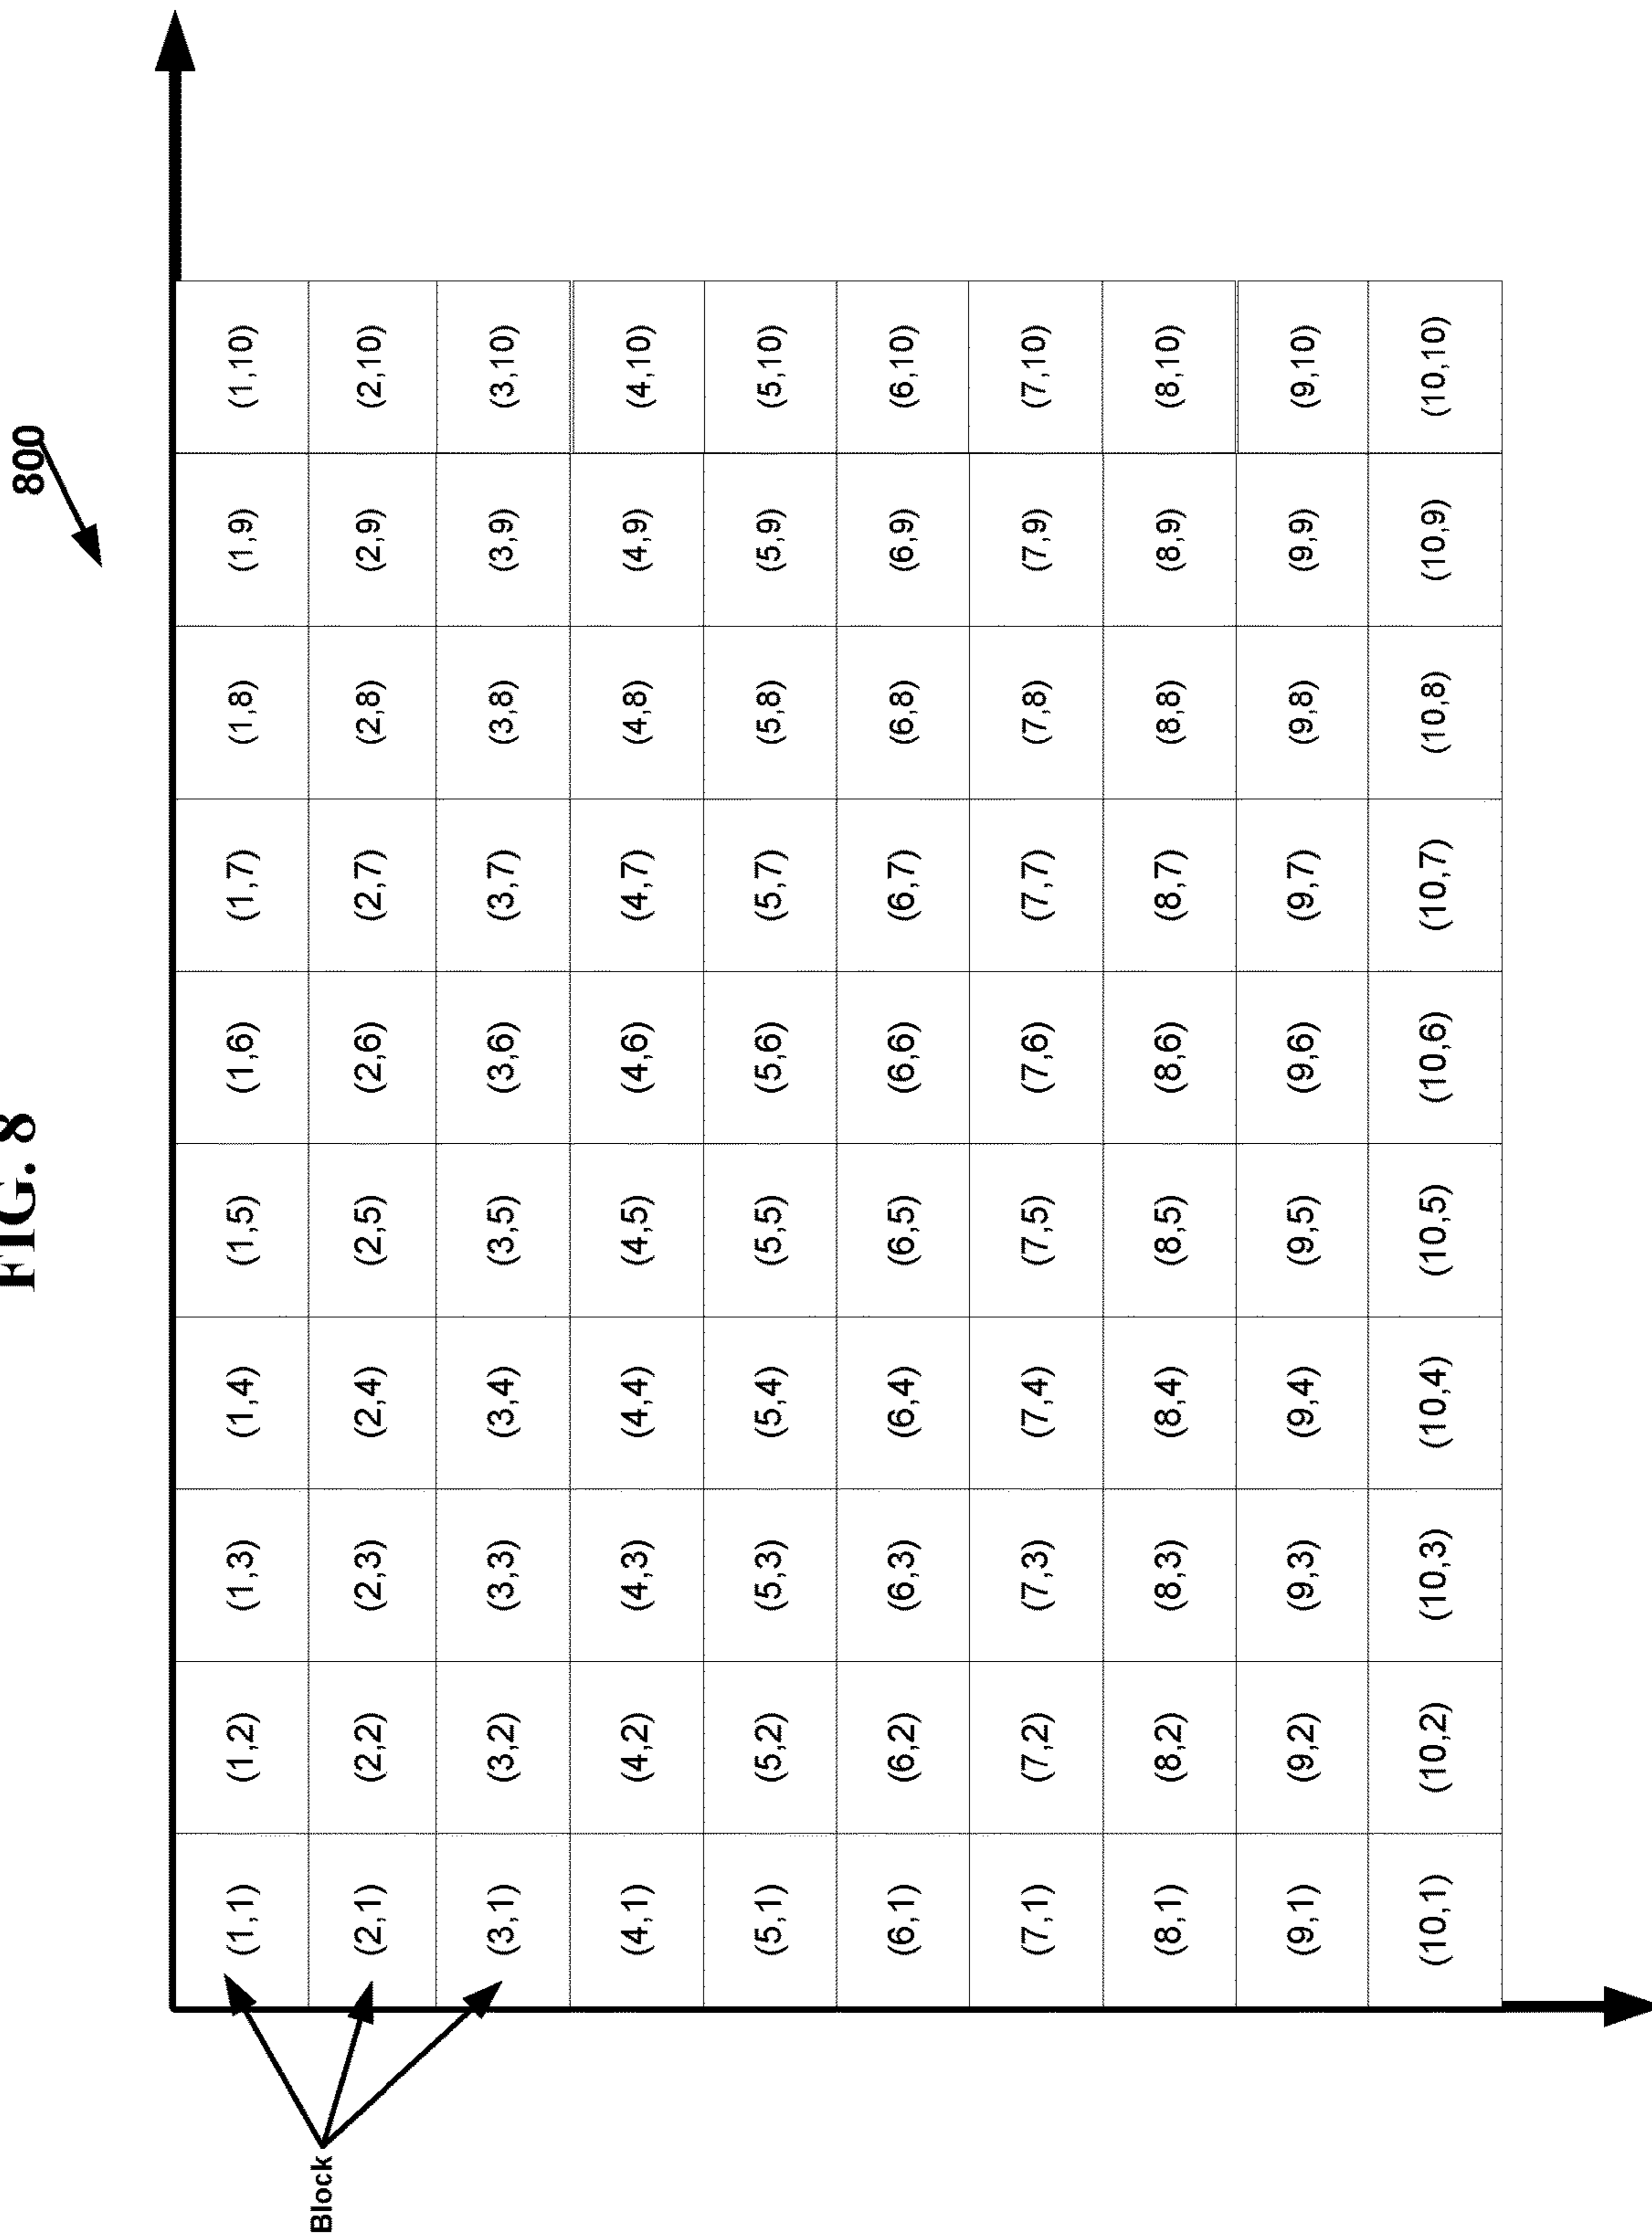 FIG. 8
800
Block
(1,1) (1,2) (1,3) (1,4) (1,5) (1,6) (1,7) (1,8) (1,9) (1,10)
(2,1) (2,2) (2,3) (2,4) (2,5) (2,6) (2,7) (2,8) (2,9) (2,10)
(3,1) (3,2) (3,3) (3,4) (3,5) (3,6) (3,7) (3,8) (3,9) (3,10)
(4,1) (4,2) (4,3) (4,4) (4,5) (4,6) (4,7) (4,8) (4,9) (4,10)
(5,1) (5,2) (5,3) (5,4) (5,5) (5,6) (5,7) (5,8) (5,9) (5,10)
(6,1) (6,2) (6,3) (6,4) (6,5) (6,6) (6,7) (6,8) (6,9) (6,10)
(7,1) (7,2) (7,3) (7,4) (7,5) (7,6) (7,7) (7,8) (7,9) (7,10)
(8,1) (8,2) (8,3) (8,4) (8,5) (8,6) (8,7) (8,8) (8,9) (8,10)
(9,1) (9,2) (9,3) (9,4) (9,5) (9,6) (9,7) (9,8) (9,9) (9,10)
(10,1) (10,2) (10,3) (10,4) (10,5) (10,6) (10,7) (10,8) (10,9) (10,10)